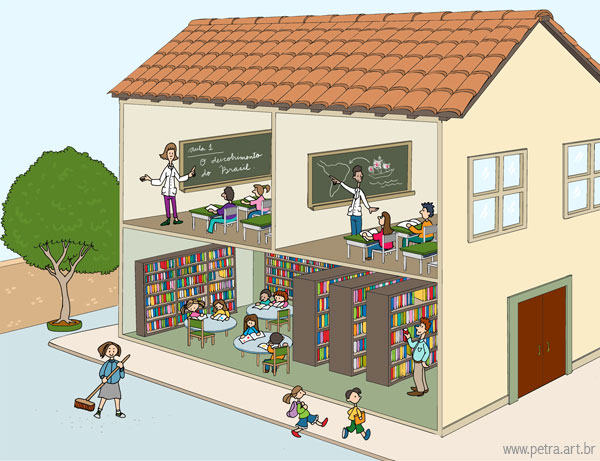 Aula 1
O descobrimento
do Brasil
www.petra.art.br